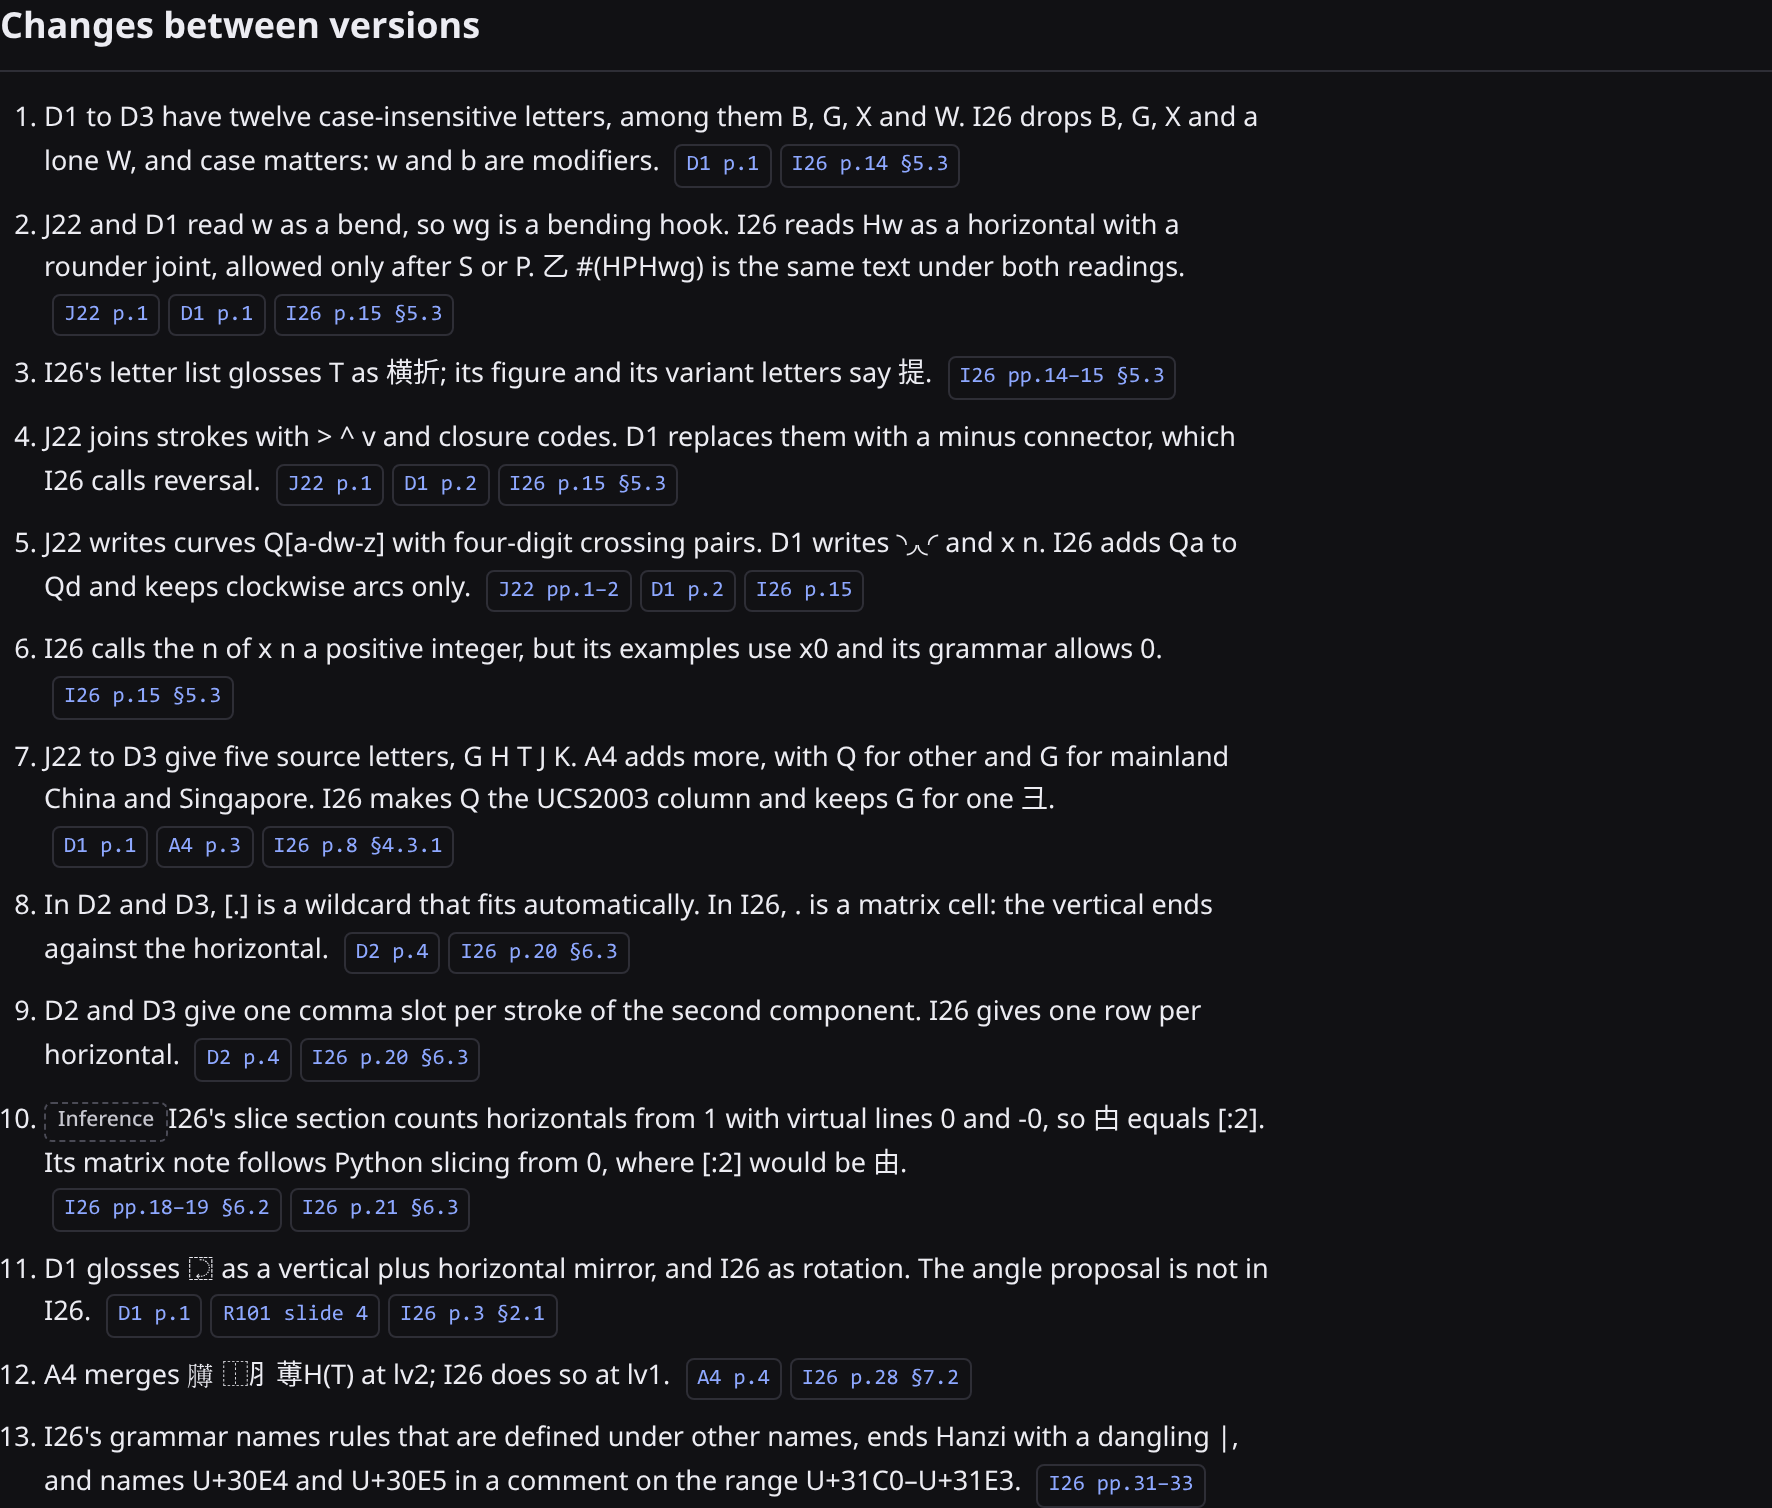 Changes between versions
1. D1 to D3 have twelve case-insensitive letters, among them B, G, X and W. I26 drops B, G, X and a
lone W, and case matters: w and b are modifiers. D1 p.1 I26 p.14 §5.3
2. J22 and D1 read w as a bend, so wg is a bending hook. I26 reads Hw as a horizontal with a
rounder joint, allowed only after S or P. 乙 #(HPHwg) is the same text under both readings.
J22 p.1 D1 p.1 I26 p.15 §5.3
3. I26's letter list glosses T as 横折; its figure and its variant letters say 提. I26 pp.14–15 §5.3
4. J22 joins strokes with > ^ v and closure codes. D1 replaces them with a minus connector, which
I26 calls reversal. J22 p.1 D1 p.2 I26 p.15 §5.3
5. J22 writes curves Q[a-dw-z] with four-digit crossing pairs. D1 writes ◝◟◜ and x n. I26 adds Qa to
Qd and keeps clockwise arcs only. J22 pp.1–2 D1 p.2 I26 p.15
6. I26 calls the n of x n a positive integer, but its examples use x0 and its grammar allows 0.
I26 p.15 §5.3
7. J22 to D3 give five source letters, G H T J K. A4 adds more, with Q for other and G for mainland
China and Singapore. I26 makes Q the UCS2003 column and keeps G for one 彐.
D1 p.1 A4 p.3 I26 p.8 §4.3.1
8. In D2 and D3, [.] is a wildcard that fits automatically. In I26, . is a matrix cell: the vertical ends
against the horizontal. D2 p.4 I26 p.20 §6.3
9. D2 and D3 give one comma slot per stroke of the second component. I26 gives one row per
horizontal. D2 p.4 I26 p.20 §6.3
10. Inference I26's slice section counts horizontals from 1 with virtual lines 0 and -0, so 甴 equals [:2].
Its matrix note follows Python slicing from 0, where [:2] would be 由.
I26 pp.18–19 §6.2 I26 p.21 §6.3
11. D1 glosses ⿿ as a vertical plus horizontal mirror, and I26 as rotation. The angle proposal is not in
I26. D1 p.1 R101 slide 4 I26 p.3 §2.1
12. A4 merges ⿰ H(T) at lv2; I26 does so at lv1. A4 p.4 I26 p.28 §7.2
13. I26's grammar names rules that are defined under other names, ends Hanzi with a dangling |,
and names U+30E4 and U+30E5 in a comment on the range U+31C0–U+31E3. I26 pp.31–33